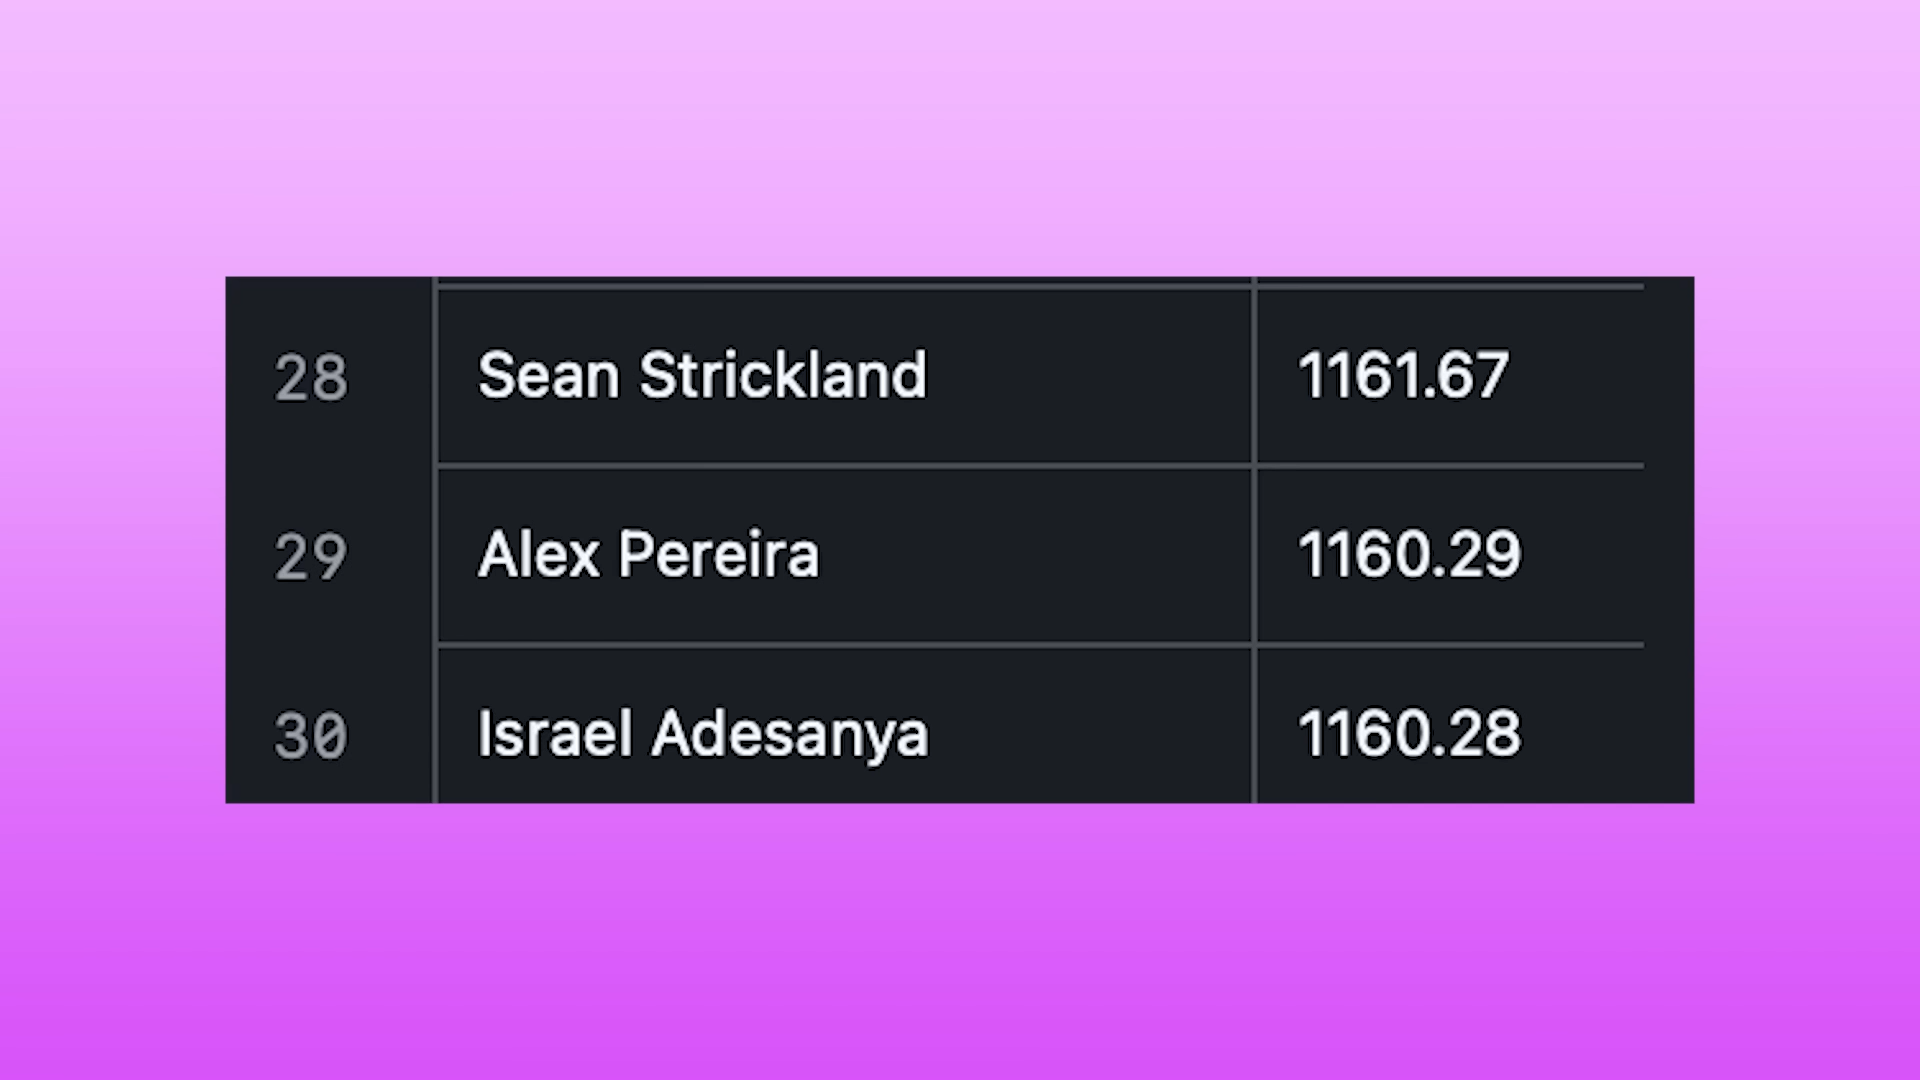 28 Sean Strickland 1161.67
29 Alex Pereira 1160.29
30 Israel Adesanya 1160.28